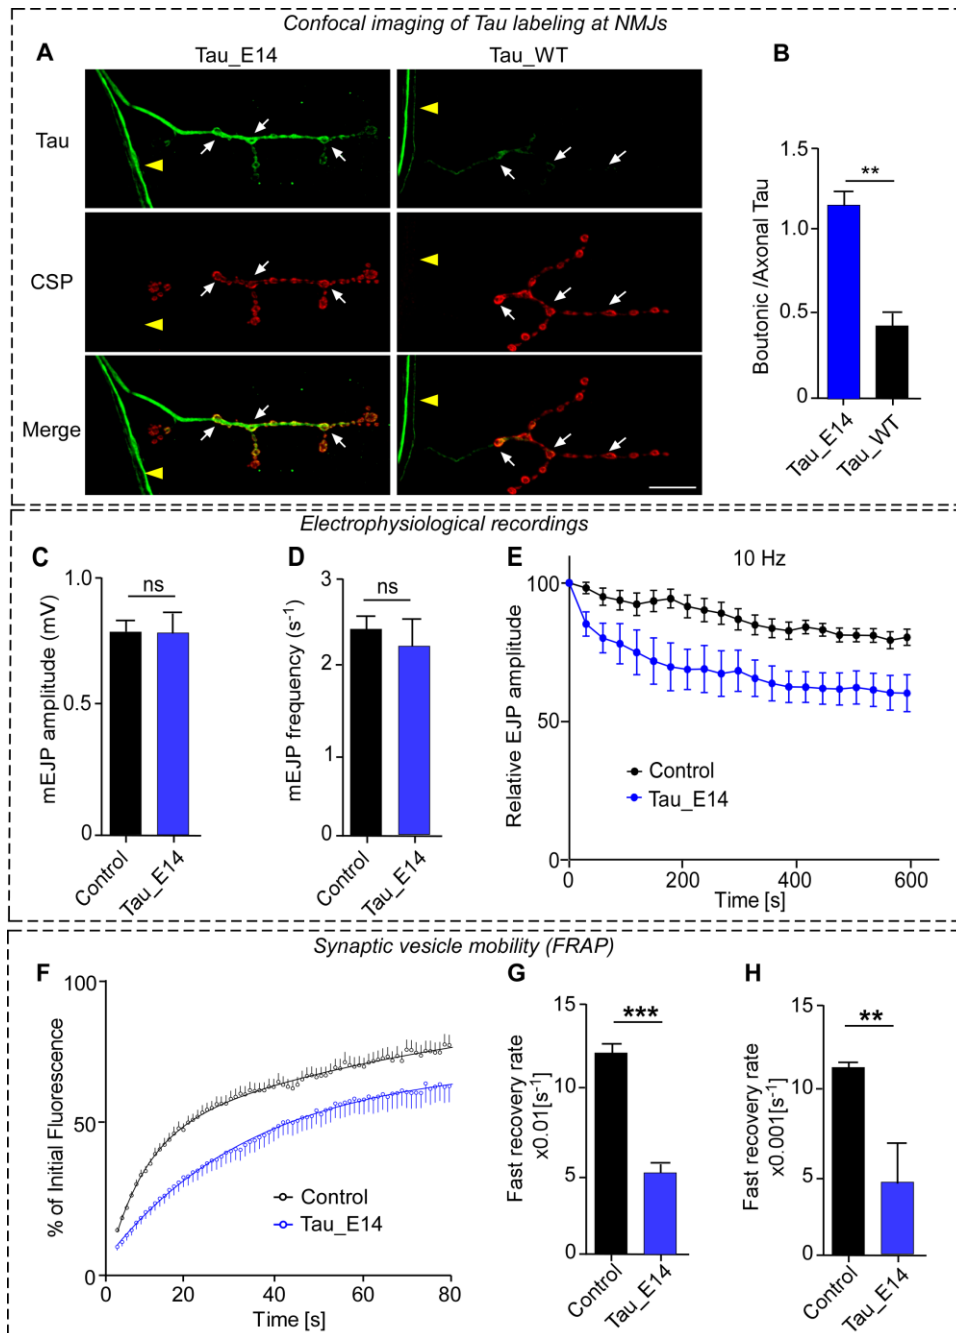 Confocal imaging of Tau labeling at NMJs
A
Tau_E14
Tau_WT
B
Tau
CSP
Merge
Boutonic /Axonal Tau
1.5
1.0
0.5
0
**
Tau_E14
Tau_WT
Electrophysiological recordings
C
mEJP amplitude (mV)
1.0
0.5
0
ns
Control
Tau_E14
D
mEJP frequency (s⁻¹)
3
2
1
0
ns
Control
Tau_E14
E
10 Hz
Relative EJP amplitude
100
50
0
Control
Tau_E14
0
200
400
600
Time [s]
Synaptic vesicle mobility (FRAP)
F
% of Initial Fluorescence
100
50
0
Control
Tau_E14
0
20
40
60
80
Time [s]
G
Fast recovery rate
x0.01[s⁻¹]
15
10
5
0
***
Control
Tau_E14
H
Fast recovery rate
x0.001[s⁻¹]
15
10
5
0
**
Control
Tau_E14